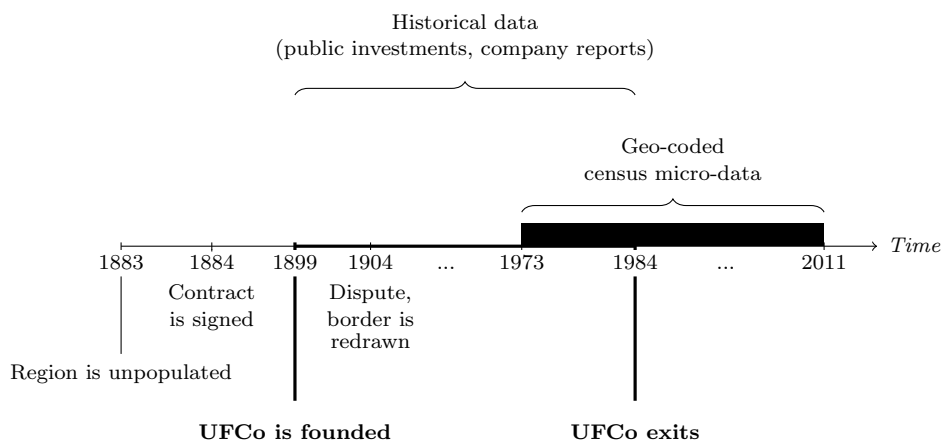 Historical data
(public investments, company reports)
Geo-coded
census micro-data
Time
1883 1884 1899 1904 ... 1973 1984 ... 2011
Contract
is signed
Dispute,
border is
redrawn
Region is unpopulated
UFCo is founded
UFCo exits